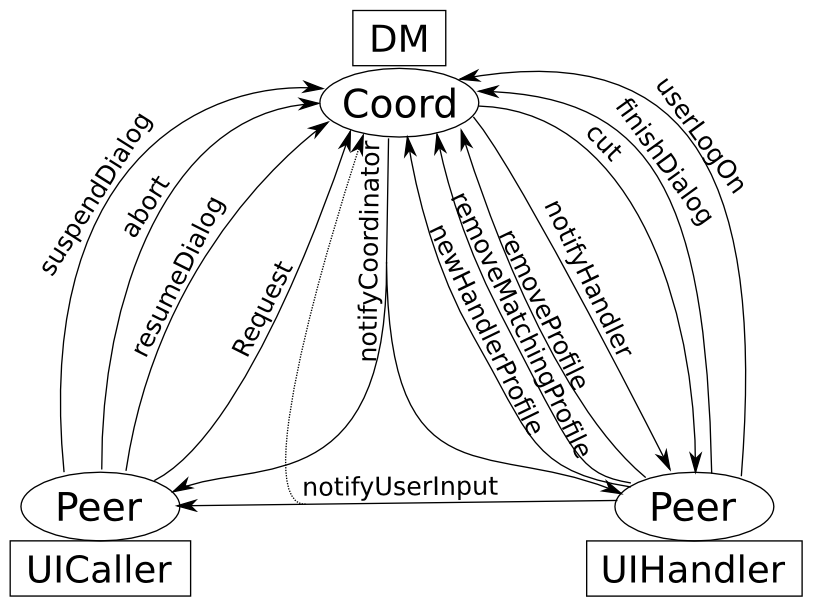 DM
Coord
suspendDialog
abort
resumeDialog
Request
notifyCoordinator
newHandlerProfile
removeMatchingProfile
removeProfile
notifyHandler
cut
finishDialog
userLogOn
notifyUserInput
Peer
Peer
UICaller
UIHandler